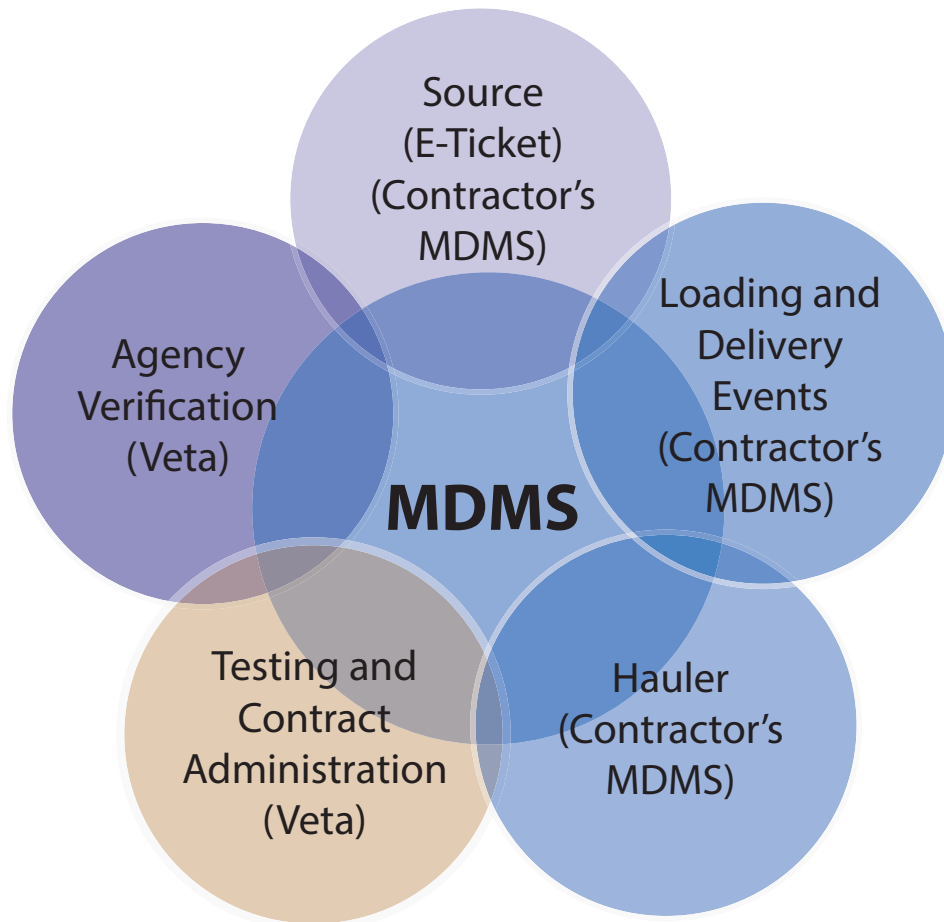 Source
(E-Ticket)
(Contractor’s
MDMS)
Loading and
Delivery
Events
(Contractor’s
MDMS)
Agency
Verification
(Veta)
MDMS
Testing and
Contract
Administration
(Veta)
Hauler
(Contractor’s
MDMS)